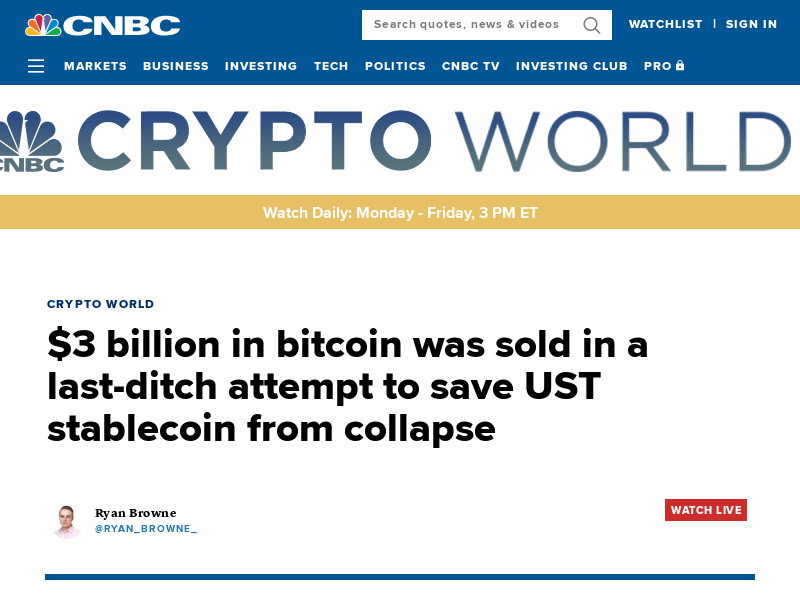 CNBC
Search quotes, news & videos
WATCHLIST | SIGN IN
MARKETS BUSINESS INVESTING TECH POLITICS CNBC TV INVESTING CLUB PRO
CNBC CRYPTO WORLD
Watch Daily: Monday - Friday, 3 PM ET
CRYPTO WORLD
$3 billion in bitcoin was sold in a
last-ditch attempt to save UST
stablecoin from collapse
Ryan Browne
@RYAN_BROWNE_
WATCH LIVE